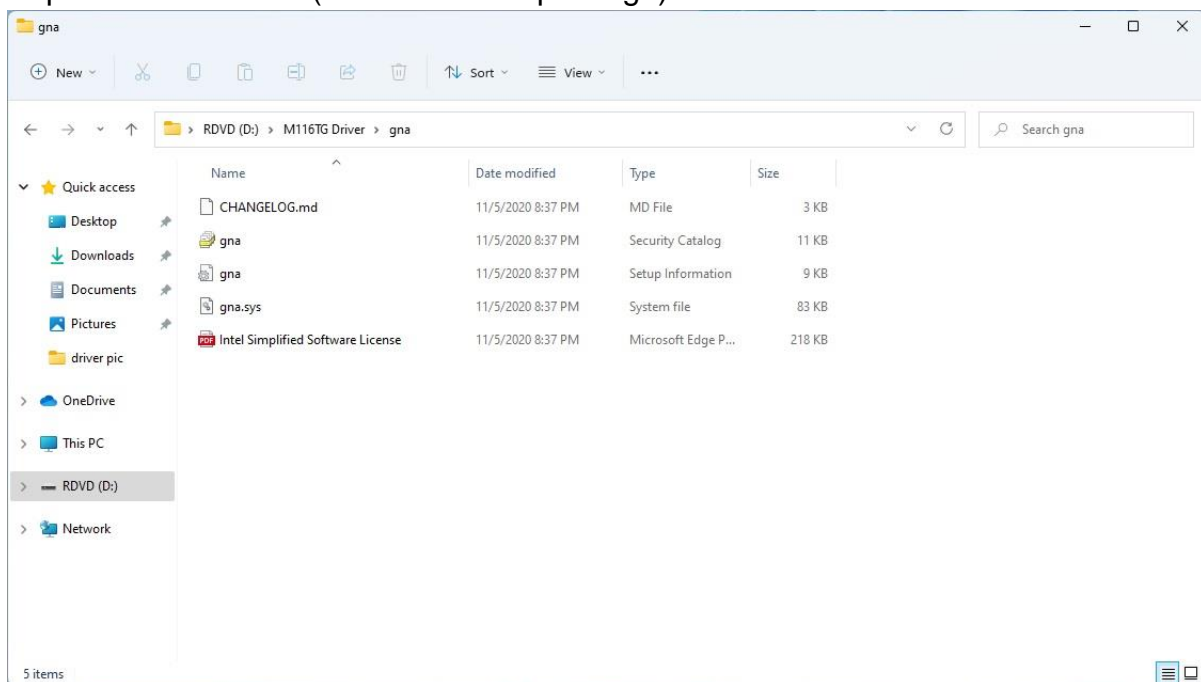 gna
New
Sort
View
RDVD (D:) > M116TG Driver > gna
Search gna
Name Date modified Type Size
Quick access
Desktop
Downloads
Documents
Pictures
driver pic
OneDrive
This PC
RDVD (D:)
Network
CHANGELOG.md 11/5/2020 8:37 PM MD File 3 KB
gna 11/5/2020 8:37 PM Security Catalog 11 KB
gna 11/5/2020 8:37 PM Setup Information 9 KB
gna.sys 11/5/2020 8:37 PM System file 83 KB
PDF Intel Simplified Software License 11/5/2020 8:37 PM Microsoft Edge P... 218 KB
5 items